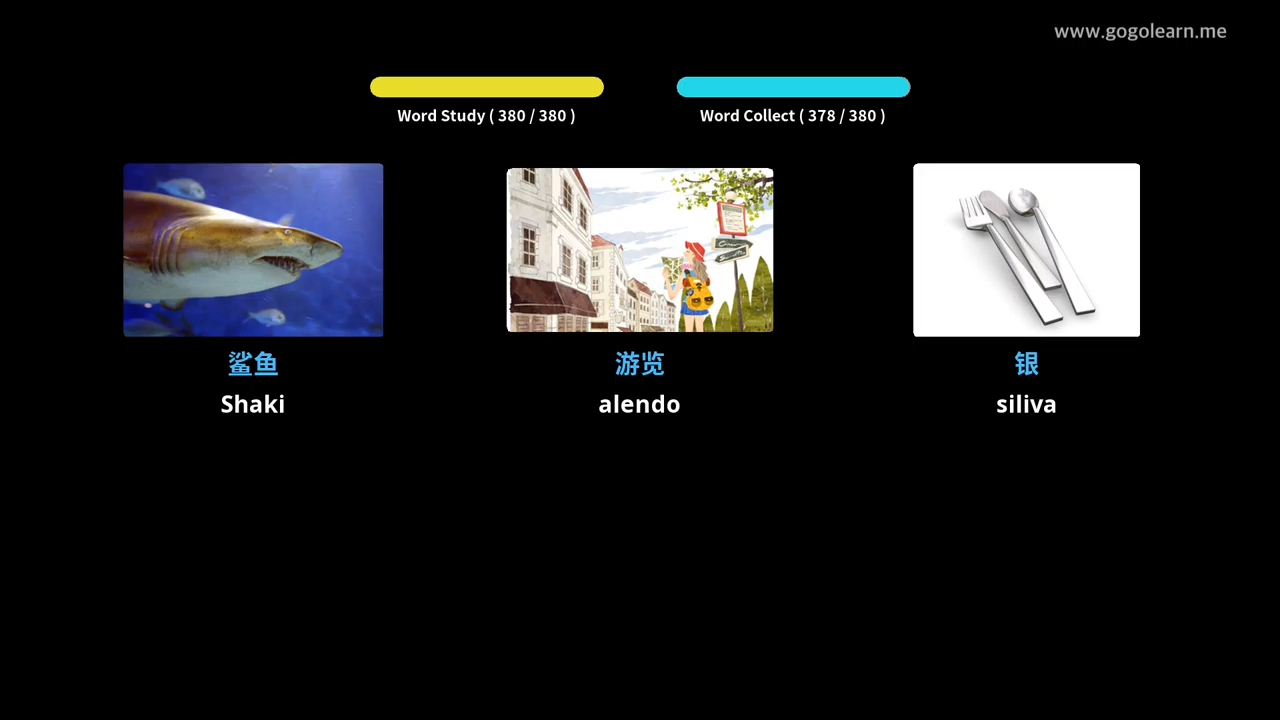 www.gogolearn.me
Word Study ( 380 / 380 )
Word Collect ( 378 / 380 )
鲨鱼
游览
银
Shaki
alendo
siliva